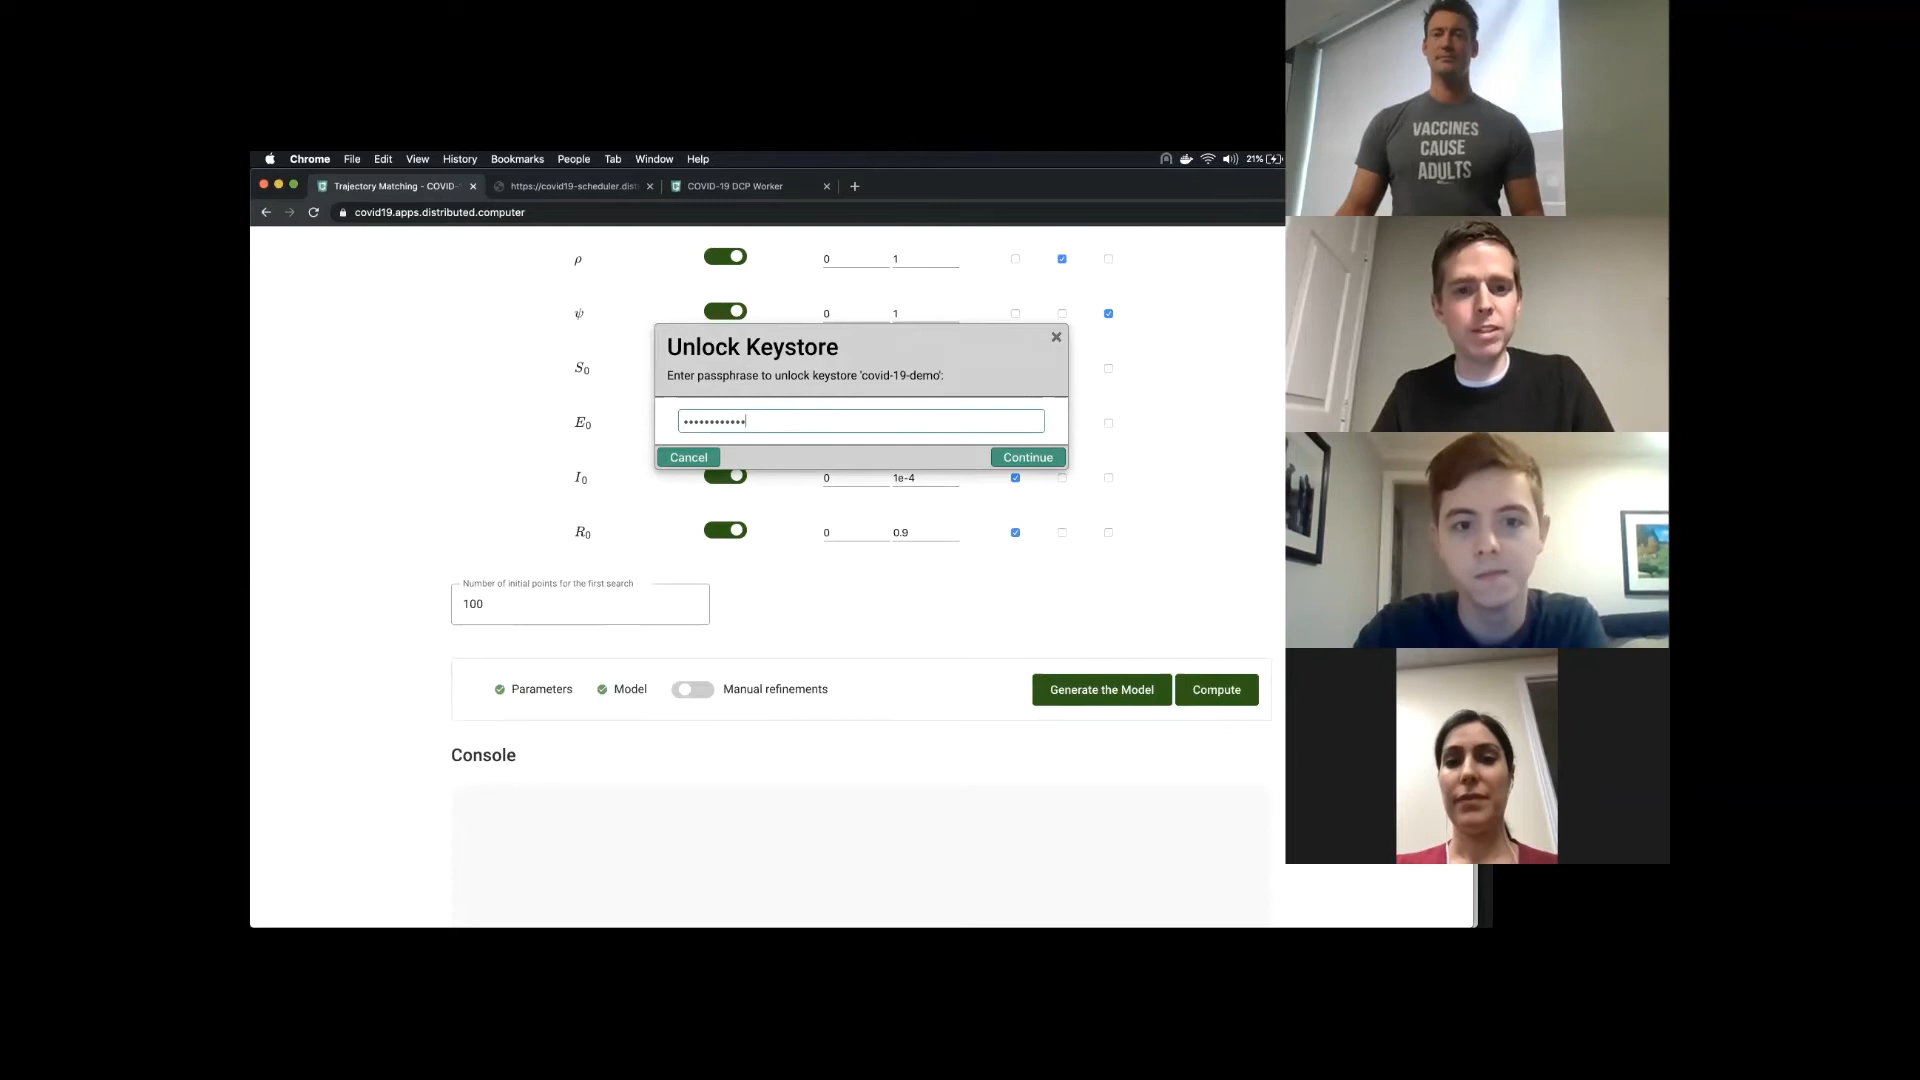 Chrome File Edit View History Bookmarks People Tab Window Help 21%
Trajectory Matching - COVID- https://covid19-scheduler.dist COVID-19 DCP Worker
covid19.apps.distributed.computer
ρ 0 1
ψ 0 1
S0
E0
I0 0 1e-4
R0 0 0.9
Unlock Keystore
Enter passphrase to unlock keystore 'covid-19-demo':
••••••••••••
Cancel Continue
Number of initial points for the first search
100
Parameters Model Manual refinements Generate the Model Compute
Console
VACCINES
CAUSE
ADULTS